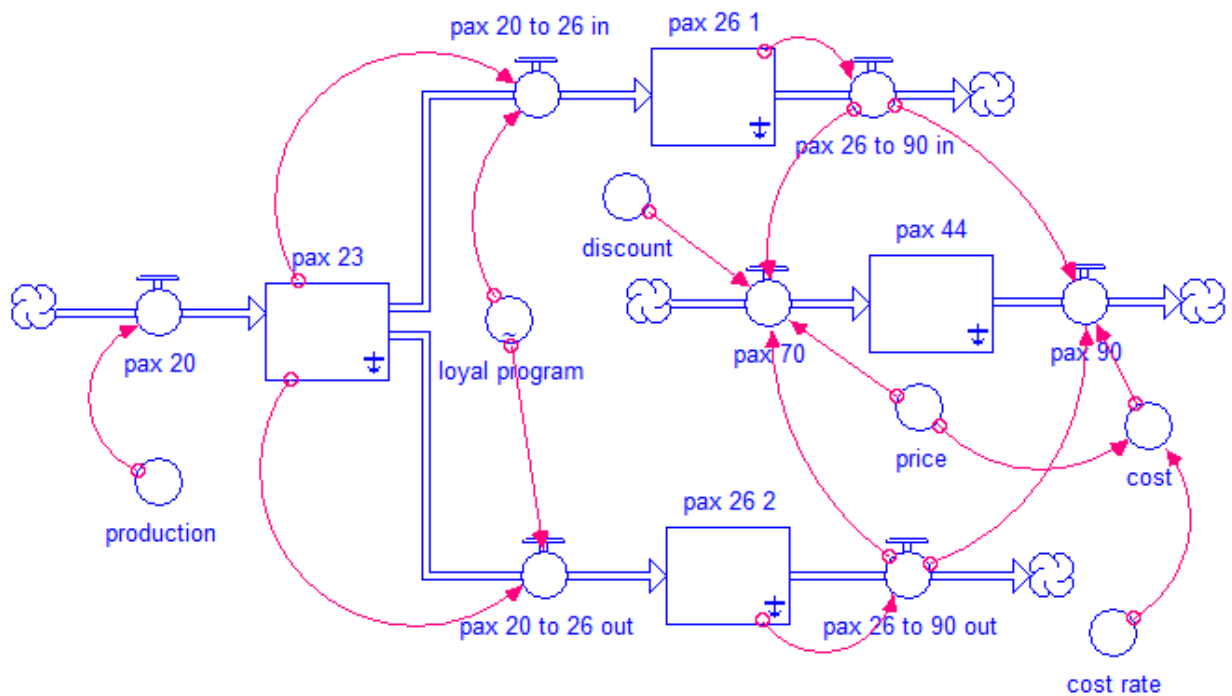 pax 20 to 26 in
pax 26 1
pax 26 to 90 in
discount
pax 44
pax 23
pax 20
loyal program
~
pax 70
pax 90
price
cost
production
pax 26 2
pax 20 to 26 out
pax 26 to 90 out
cost rate